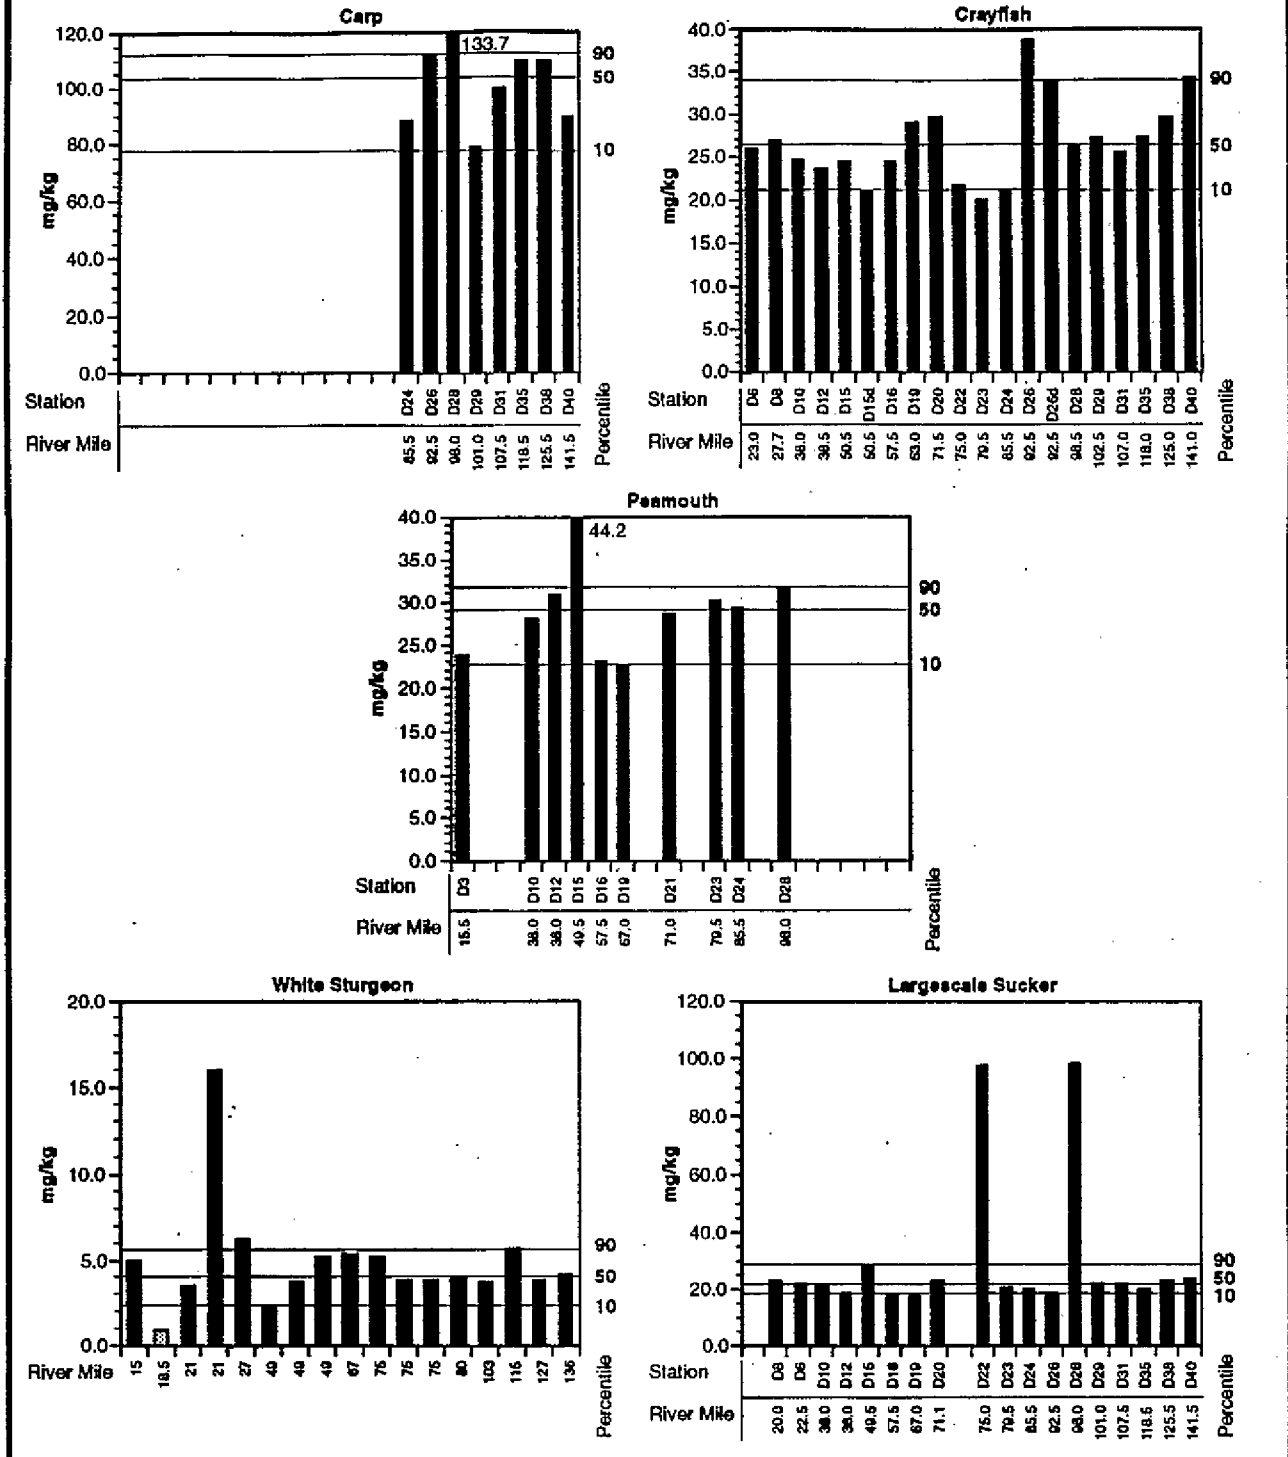 Carp
120.0
133.7
90
100.0
50
80.0
10
60.0
40.0
20.0
0.0
mg/kg
Station D24 D26 D28 D29 D31 D35 D38 D40
River Mile 85.5 92.5 98.0 101.0 107.5 118.5 125.5 141.5
Percentile
Crayfish
40.0
35.0
90
30.0
50
25.0
10
20.0
15.0
10.0
5.0
0.0
mg/kg
Station D6 D8 D10 D12 D15 D15d D16 D19 D20 D22 D23 D24 D26 D26d D28 D29 D31 D35 D38 D40
River Mile 23.0 27.7 38.0 38.5 50.5 50.5 57.5 63.0 71.5 75.0 79.5 85.5 92.5 92.5 98.5 102.5 107.0 118.0 125.0 141.0
Percentile
Peamouth
40.0
44.2
35.0
90
30.0
50
25.0
10
20.0
15.0
10.0
5.0
0.0
mg/kg
Station D3 D10 D12 D15 D16 D19 D21 D23 D24 D28
River Mile 15.5 38.0 38.0 49.5 57.5 67.0 71.0 79.5 85.5 98.0
Percentile
White Sturgeon
20.0
15.0
10.0
90
5.0
50
10
0.0
mg/kg
River Mile 15 18.5 21 21 27 49 49 49 67 75 75 75 80 103 115 127 136
Percentile
Largescale Sucker
120.0
100.0
80.0
60.0
40.0
90
50
20.0
10
0.0
mg/kg
Station D8 D6 D10 D12 D15 D16 D19 D20 D22 D23 D24 D26 D28 D29 D31 D35 D38 D40
River Mile 20.0 22.5 38.0 38.0 49.5 57.5 67.0 71.1 75.0 79.5 85.5 92.5 98.0 101.0 107.5 118.5 125.5 141.5
Percentile